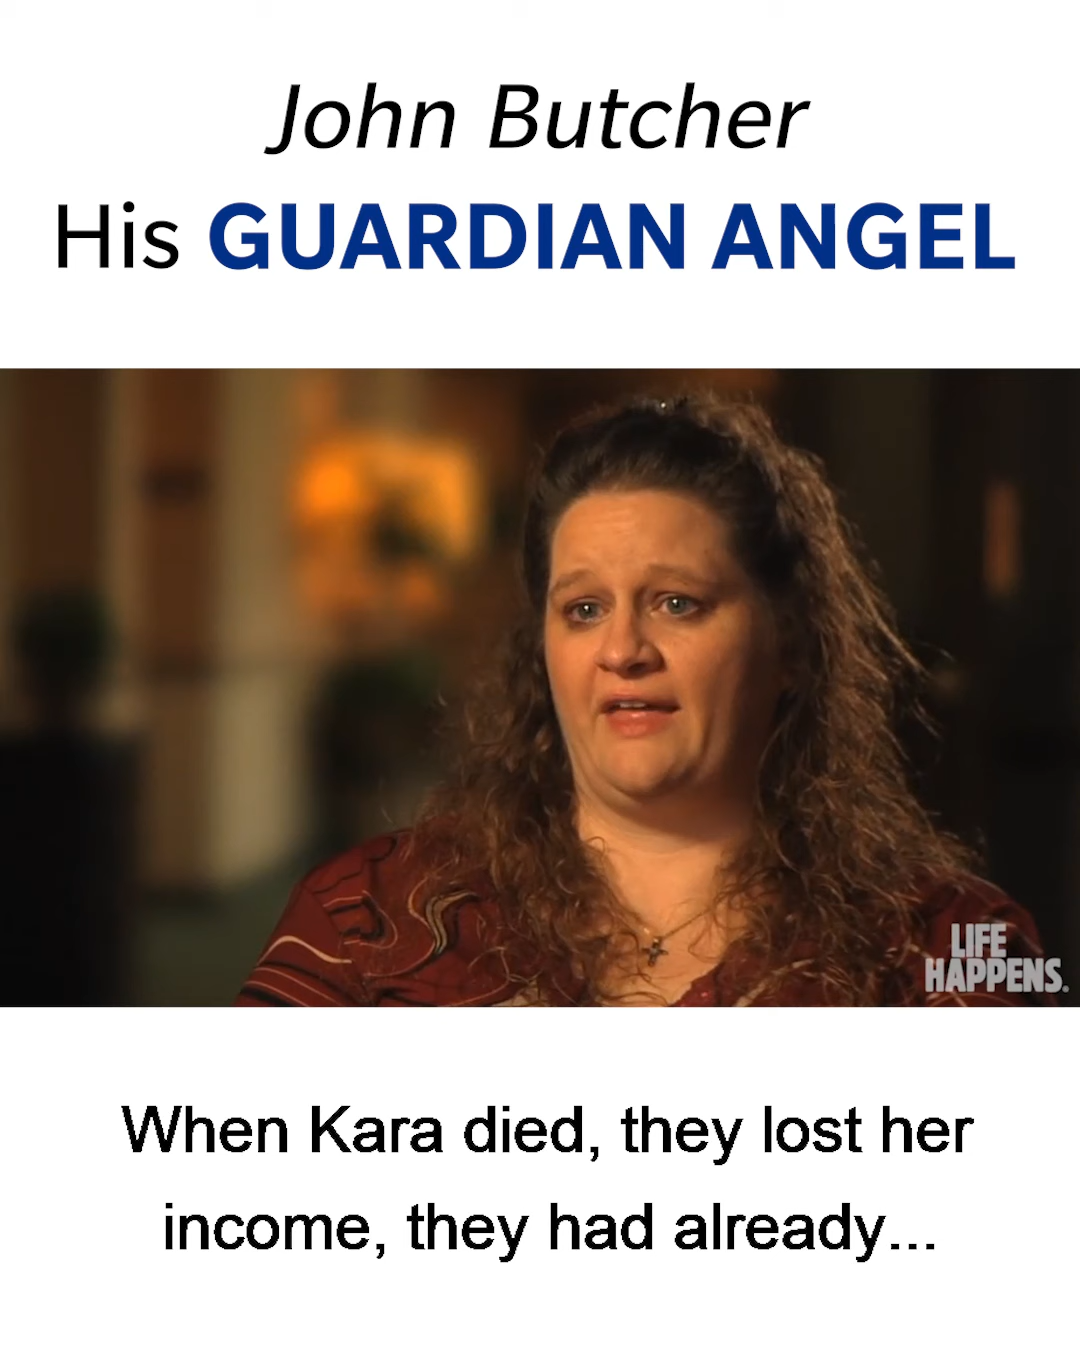 John Butcher
His GUARDIAN ANGEL
LIFE
HAPPENS.
When Kara died, they lost her
income, they had already...